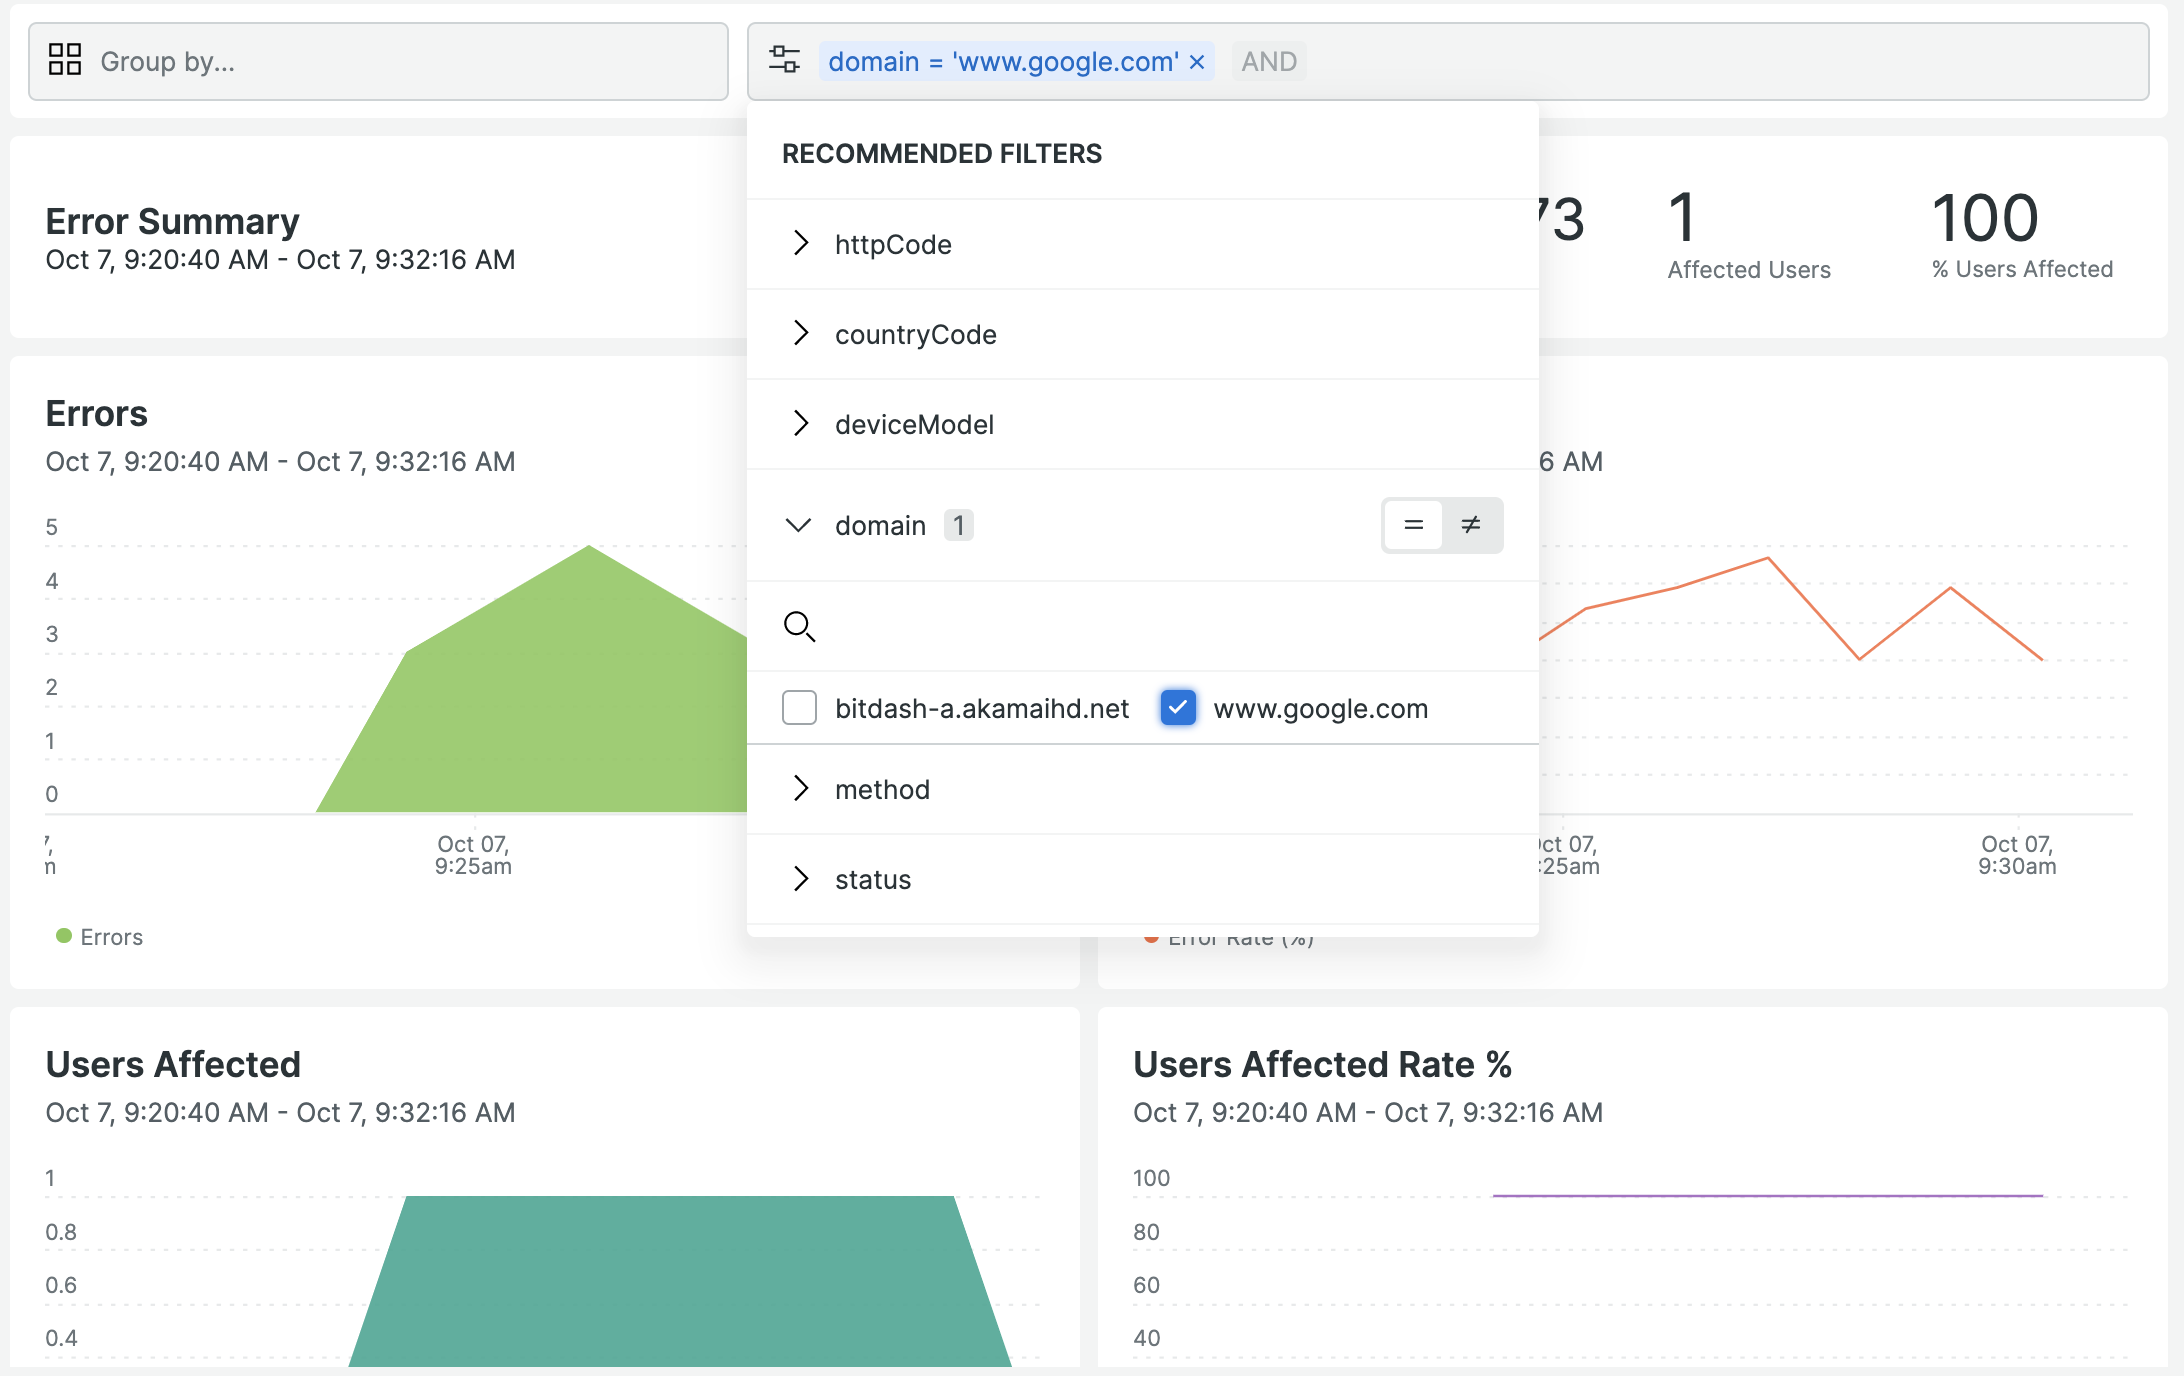 Group by...
domain = 'www.google.com' × AND
RECOMMENDED FILTERS
httpCode
countryCode
deviceModel
domain 1 = ≠
bitdash-a.akamaihd.net www.google.com
method
status
Error Summary
Oct 7, 9:20:40 AM - Oct 7, 9:32:16 AM
73
1
Affected Users
100
% Users Affected
Errors
Oct 7, 9:20:40 AM - Oct 7, 9:32:16 AM
5
4
3
2
1
0
Oct 07,
9:25am
Errors
6 AM
Oct 07,
:25am
Oct 07,
9:30am
Error Rate (%)
Users Affected
Oct 7, 9:20:40 AM - Oct 7, 9:32:16 AM
1
0.8
0.6
0.4
Users Affected Rate %
Oct 7, 9:20:40 AM - Oct 7, 9:32:16 AM
100
80
60
40